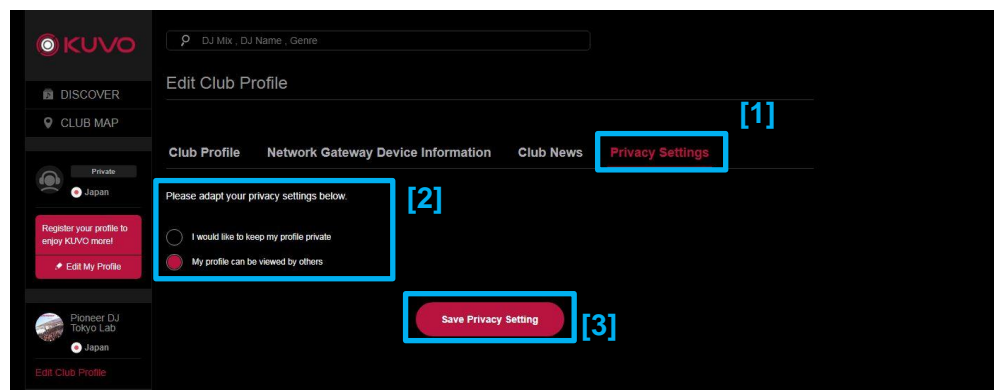 KUVO
DJ Mix , DJ Name , Genre
Edit Club Profile
DISCOVER
CLUB MAP
[1]
Club Profile Network Gateway Device Information Club News Privacy Settings
Private
Japan
Please adapt your privacy settings below.
[2]
I would like to keep my profile private
My profile can be viewed by others
Register your profile to
enjoy KUVO more!
Edit My Profile
Save Privacy Setting
[3]
Pioneer DJ
Tokyo Lab
Japan
Edit Club Profile